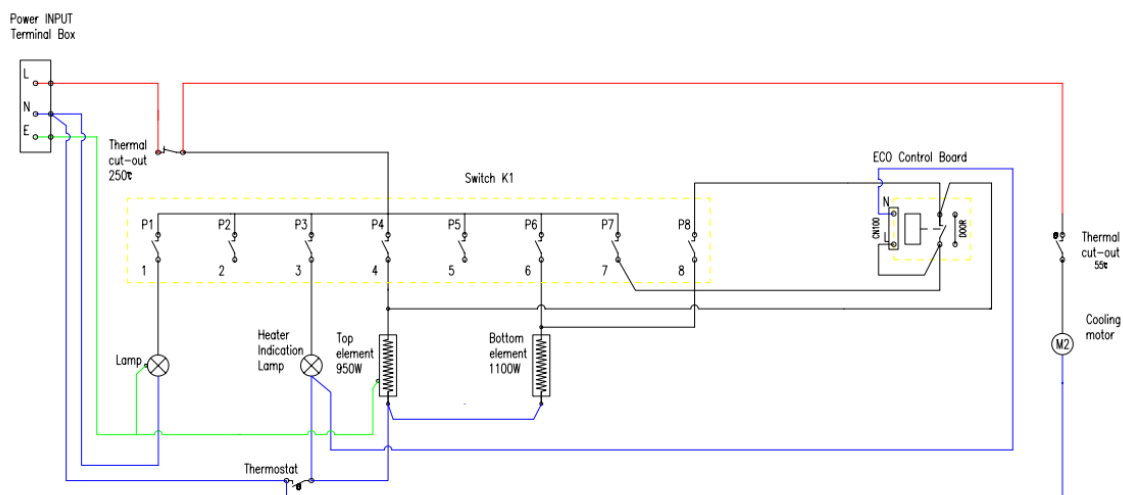 Power INPUT
Terminal Box
L
N
E
Thermal
cut-out
250℃
Switch K1
ECO Control Board
P1
P2
P3
P4
P5
P6
P7
P8
1
2
3
4
5
6
7
8
N
L
CN100
DOOR
Thermal
cut-out
55℃
Cooling
motor
M2
Lamp
Heater
Indication
Lamp
Top
element
950W
Bottom
element
1100W
Thermostat